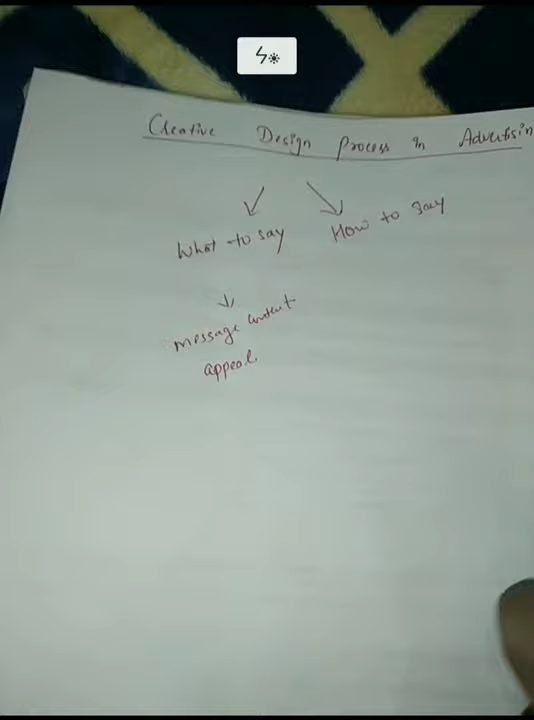 Creative Design Process in Advertisin
What to say How to say
message content
appeal